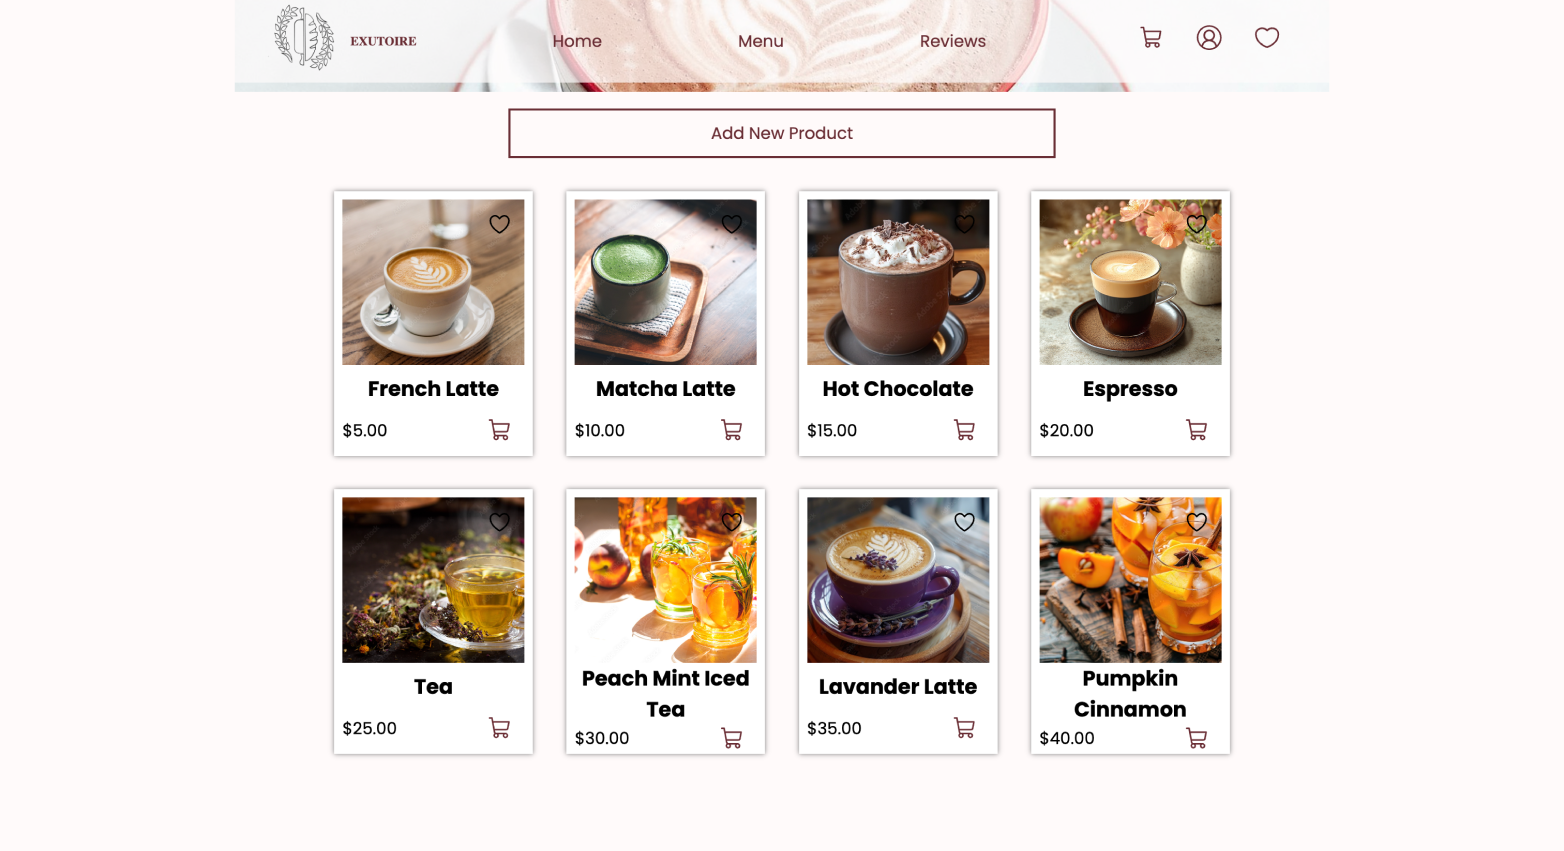 EXUTOIRE
Home
Menu
Reviews
Add New Product
French Latte
$5.00
Matcha Latte
$10.00
Hot Chocolate
$15.00
Espresso
$20.00
Tea
$25.00
Peach Mint Iced
Tea
$30.00
Lavander Latte
$35.00
Pumpkin
Cinnamon
$40.00